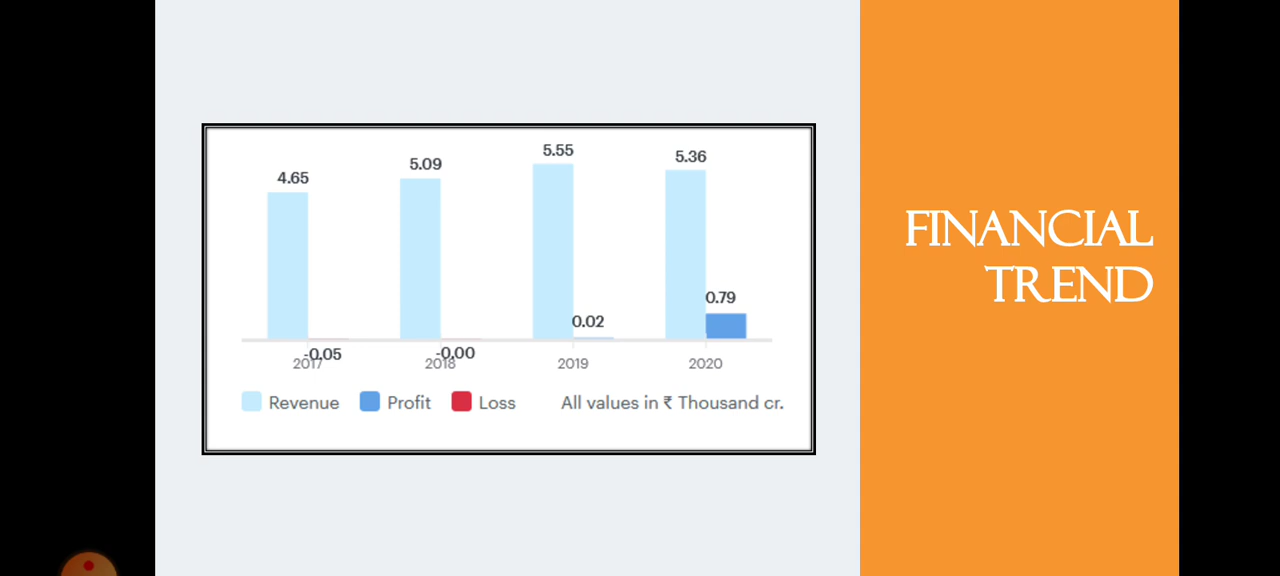 5.55
5.36
5.09
4.65
0.79
0.02
-0.05
-0.00
2017 2018 2019 2020
Revenue Profit Loss All values in ₹ Thousand cr.
FINANCIAL
TREND